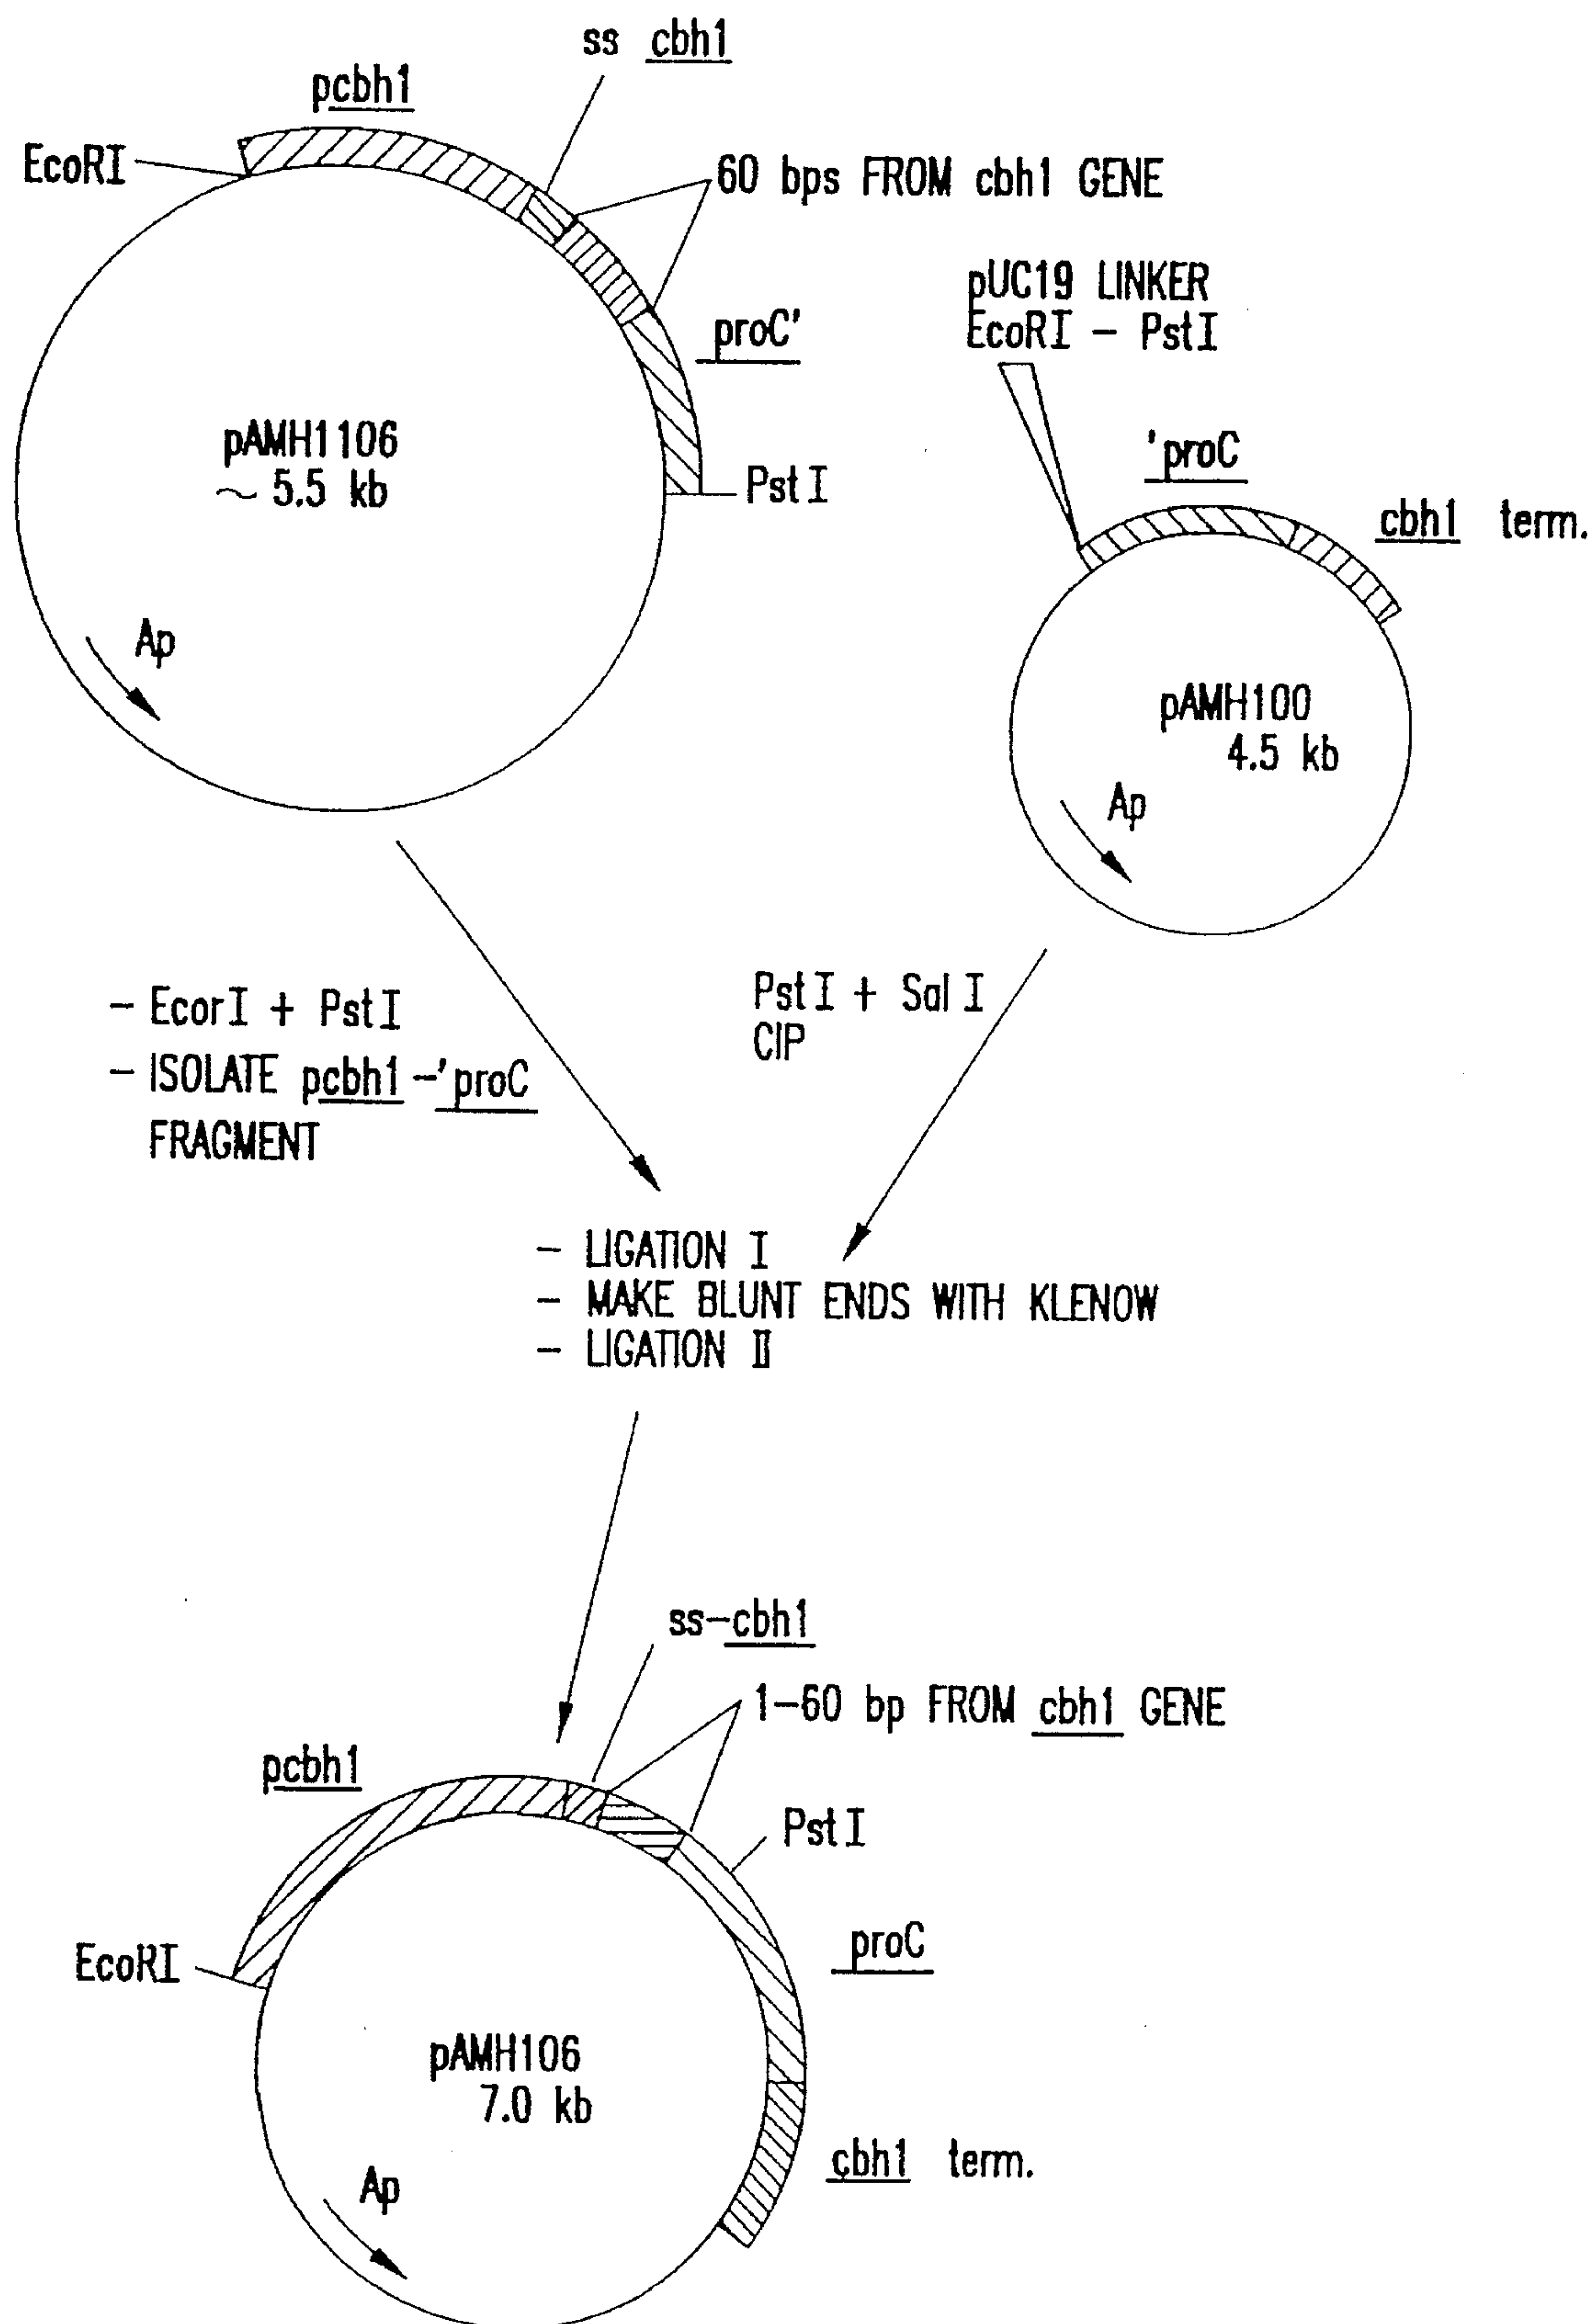 ss cbh1
pcbh1
EcoRI
60 bps FROM cbh1 GENE
pUC19 LINKER
EcoRI - PstI
proC'
'proC
pAMH1106
~ 5.5 kb
PstI
cbh1 term.
Ap
pAMH100
4.5 kb
Ap
- EcorI + PstI
- ISOLATE pcbh1-'proC
FRAGMENT
PstI + Sal I
CIP
- LIGATION I
- MAKE BLUNT ENDS WITH KLENOW
- LIGATION II
ss-cbh1
1-60 bp FROM cbh1 GENE
pcbh1
PstI
proC
EcoRI
pAMH106
7.0 kb
cbh1 term.
Ap